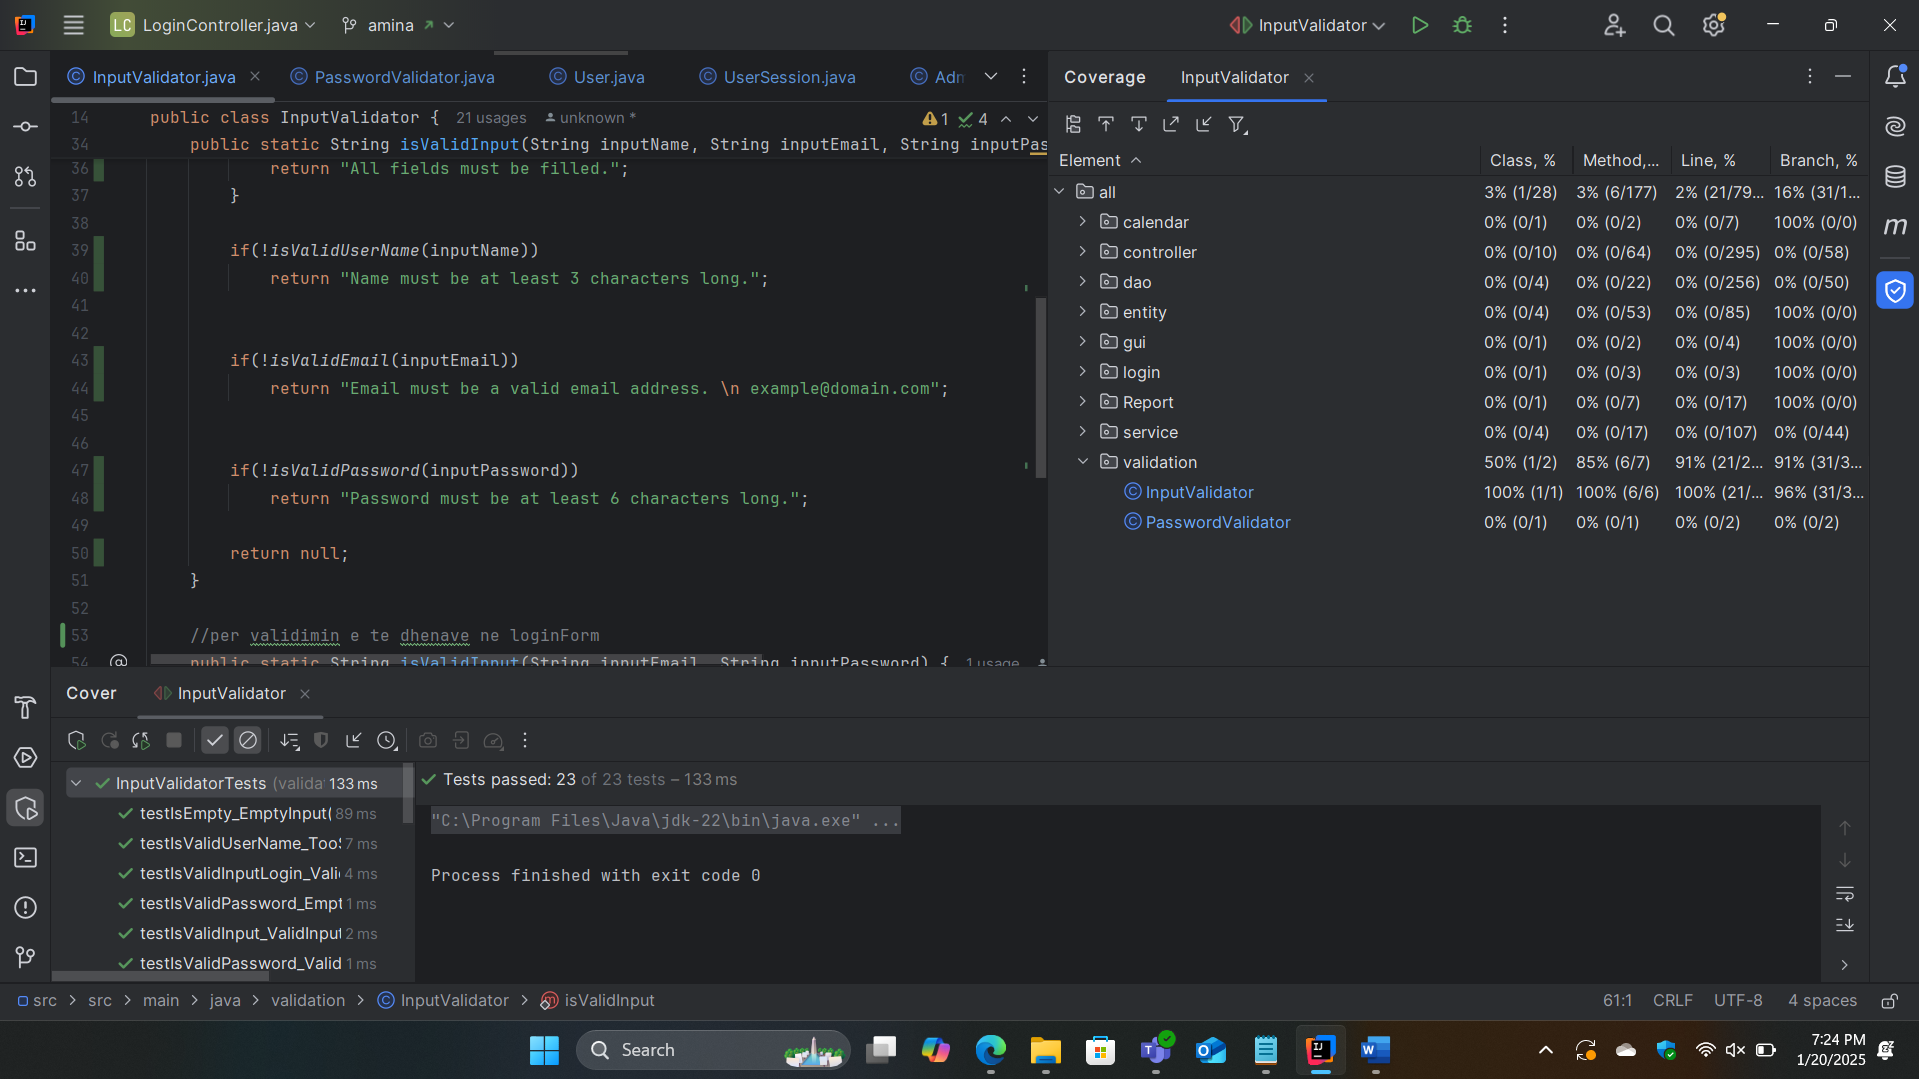 LC LoginController.java amina InputValidator
InputValidator.java PasswordValidator.java User.java UserSession.java Adm
14 public class InputValidator { 21 usages unknown *
1 4
34 public static String isValidInput(String inputName, String inputEmail, String inputPas
36 return "All fields must be filled.";
37 }
38
39 if(!isValidUserName(inputName))
40 return "Name must be at least 3 characters long.";
41
42
43 if(!isValidEmail(inputEmail))
44 return "Email must be a valid email address. \n example@domain.com";
45
46
47 if(!isValidPassword(inputPassword))
48 return "Password must be at least 6 characters long.";
49
50 return null;
51 }
52
53 //per validimin e te dhenave ne loginForm
54 @ public static String isValidInput(String inputEmail, String inputPassword) { 1 usage
Coverage InputValidator
Element Class, % Method,... Line, % Branch, %
all 3% (1/28) 3% (6/177) 2% (21/79... 16% (31/1...
calendar 0% (0/1) 0% (0/2) 0% (0/7) 100% (0/0)
controller 0% (0/10) 0% (0/64) 0% (0/295) 0% (0/58)
dao 0% (0/4) 0% (0/22) 0% (0/256) 0% (0/50)
entity 0% (0/4) 0% (0/53) 0% (0/85) 100% (0/0)
gui 0% (0/1) 0% (0/2) 0% (0/4) 100% (0/0)
login 0% (0/1) 0% (0/3) 0% (0/3) 100% (0/0)
Report 0% (0/1) 0% (0/7) 0% (0/17) 100% (0/0)
service 0% (0/4) 0% (0/17) 0% (0/107) 0% (0/44)
validation 50% (1/2) 85% (6/7) 91% (21/2... 91% (31/3...
InputValidator 100% (1/1) 100% (6/6) 100% (21/... 96% (31/3...
PasswordValidator 0% (0/1) 0% (0/1) 0% (0/2) 0% (0/2)
m
Cover InputValidator
InputValidatorTests (valida 133 ms
testIsEmpty_EmptyInput( 89 ms
testIsValidUserName_TooS 7 ms
testIsValidInputLogin_Vali 4 ms
testIsValidPassword_Empt 1 ms
testIsValidInput_ValidInput 2 ms
testIsValidPassword_Valid 1 ms
Tests passed: 23 of 23 tests – 133 ms
"C:\Program Files\Java\jdk-22\bin\java.exe" ...
Process finished with exit code 0
src > src > main > java > validation > InputValidator > isValidInput
61:1 CRLF UTF-8 4 spaces
Search
7:24 PM
1/20/2025